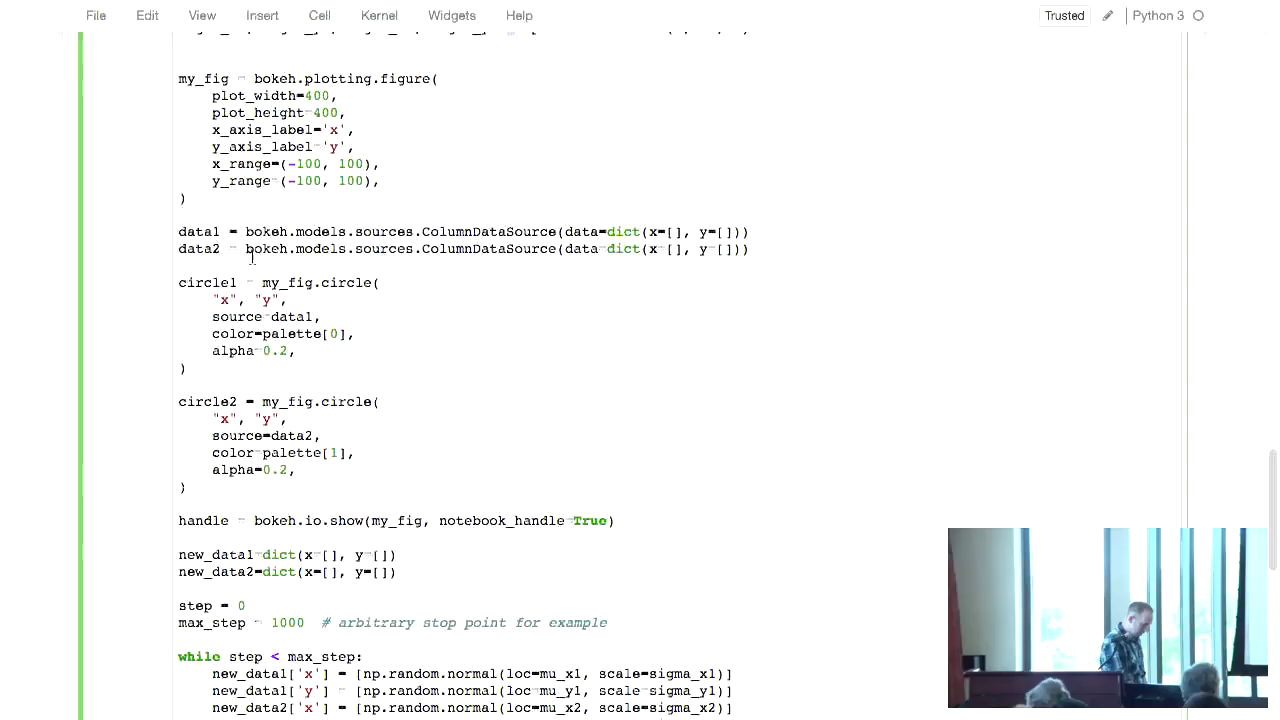 File Edit View Insert Cell Kernel Widgets Help Trusted Python 3
my_fig = bokeh.plotting.figure(
plot_width=400,
plot_height=400,
x_axis_label='x',
y_axis_label='y',
x_range=(-100, 100),
y_range=(-100, 100),
)
data1 = bokeh.models.sources.ColumnDataSource(data=dict(x=[], y=[]))
data2 = bokeh.models.sources.ColumnDataSource(data=dict(x=[], y=[]))
circle1 = my_fig.circle(
"x", "y",
source=data1,
color=palette[0],
alpha=0.2,
)
circle2 = my_fig.circle(
"x", "y",
source=data2,
color=palette[1],
alpha=0.2,
)
handle = bokeh.io.show(my_fig, notebook_handle=True)
new_data1=dict(x=[], y=[])
new_data2=dict(x=[], y=[])
step = 0
max_step = 1000 # arbitrary stop point for example
while step < max_step:
new_data1['x'] = [np.random.normal(loc=mu_x1, scale=sigma_x1)]
new_data1['y'] = [np.random.normal(loc=mu_y1, scale=sigma_y1)]
new_data2['x'] = [np.random.normal(loc=mu_x2, scale=sigma_x2)]